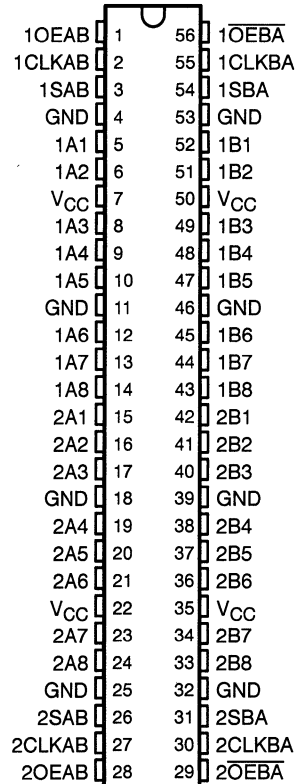 1OEAB 1 56 1OEBA
1CLKAB 2 55 1CLKBA
1SAB 3 54 1SBA
GND 4 53 GND
1A1 5 52 1B1
1A2 6 51 1B2
VCC 7 50 VCC
1A3 8 49 1B3
1A4 9 48 1B4
1A5 10 47 1B5
GND 11 46 GND
1A6 12 45 1B6
1A7 13 44 1B7
1A8 14 43 1B8
2A1 15 42 2B1
2A2 16 41 2B2
2A3 17 40 2B3
GND 18 39 GND
2A4 19 38 2B4
2A5 20 37 2B5
2A6 21 36 2B6
VCC 22 35 VCC
2A7 23 34 2B7
2A8 24 33 2B8
GND 25 32 GND
2SAB 26 31 2SBA
2CLKAB 27 30 2CLKBA
2OEAB 28 29 2OEBA